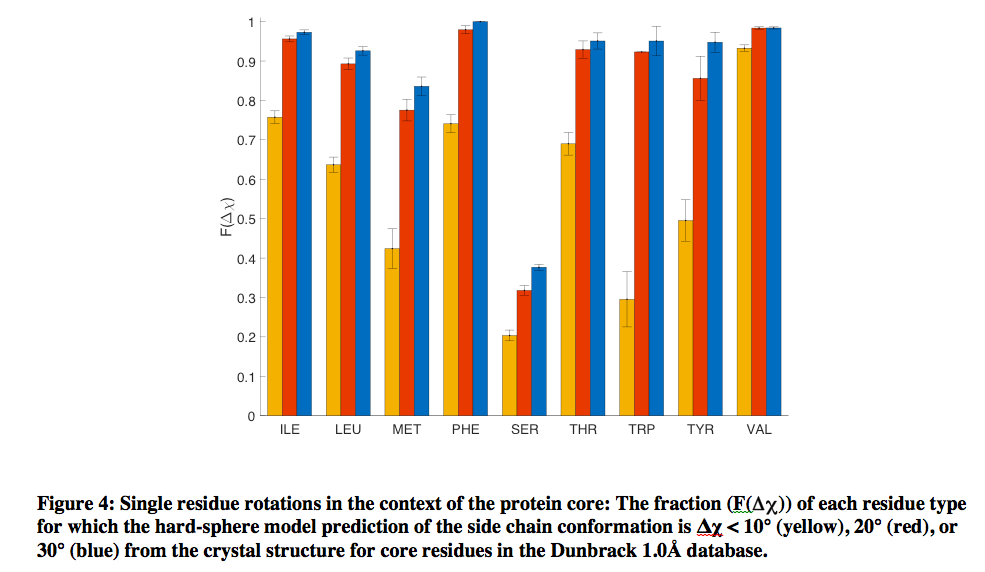 1
0.9
0.8
0.7
0.6
0.5
0.4
0.3
0.2
0.1
0
F(Δχ)
ILE LEU MET PHE SER THR TRP TYR VAL
Figure 4: Single residue rotations in the context of the protein core: The fraction (F(Δχ)) of each residue type
for which the hard-sphere model prediction of the side chain conformation is Δχ < 10° (yellow), 20° (red), or
30° (blue) from the crystal structure for core residues in the Dunbrack 1.0Å database.